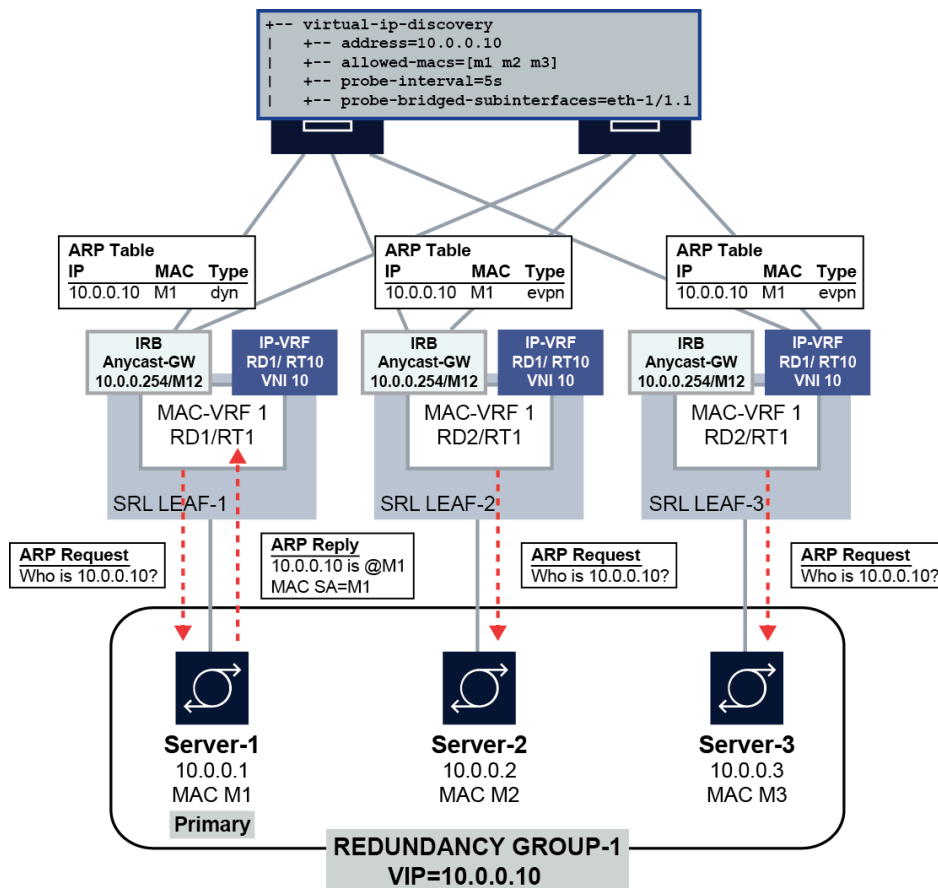 +-- virtual-ip-discovery
|   +-- address=10.0.0.10
|   +-- allowed-macs=[m1 m2 m3]
|   +-- probe-interval=5s
|   +-- probe-bridged-subinterfaces=eth-1/1.1
ARP Table
IP MAC Type
10.0.0.10 M1 dyn
ARP Table
IP MAC Type
10.0.0.10 M1 evpn
ARP Table
IP MAC Type
10.0.0.10 M1 evpn
IRB
Anycast-GW
10.0.0.254/M12
IP-VRF
RD1/ RT10
VNI 10
MAC-VRF 1
RD1/RT1
SRL LEAF-1
IRB
Anycast-GW
10.0.0.254/M12
IP-VRF
RD1/ RT10
VNI 10
MAC-VRF 1
RD2/RT1
SRL LEAF-2
IRB
Anycast-GW
10.0.0.254/M12
IP-VRF
RD1/ RT10
VNI 10
MAC-VRF 1
RD2/RT1
SRL LEAF-3
ARP Request
Who is 10.0.0.10?
ARP Reply
10.0.0.10 is @M1
MAC SA=M1
ARP Request
Who is 10.0.0.10?
ARP Request
Who is 10.0.0.10?
Server-1
10.0.0.1
MAC M1
Primary
Server-2
10.0.0.2
MAC M2
Server-3
10.0.0.3
MAC M3
REDUNDANCY GROUP-1
VIP=10.0.0.10